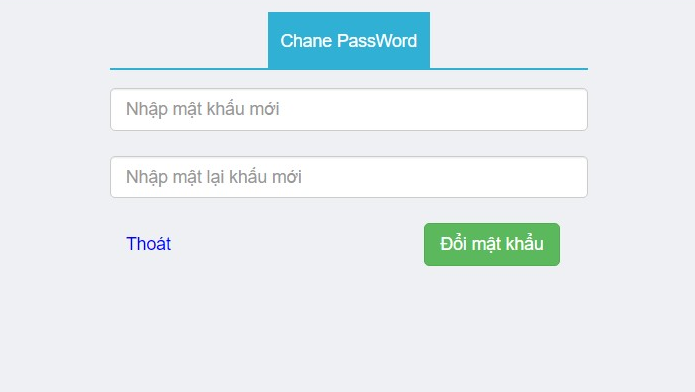 Chane PassWord
Nhập mật khẩu mới
Nhập mật lại khẩu mới
Thoát
Đổi mật khẩu